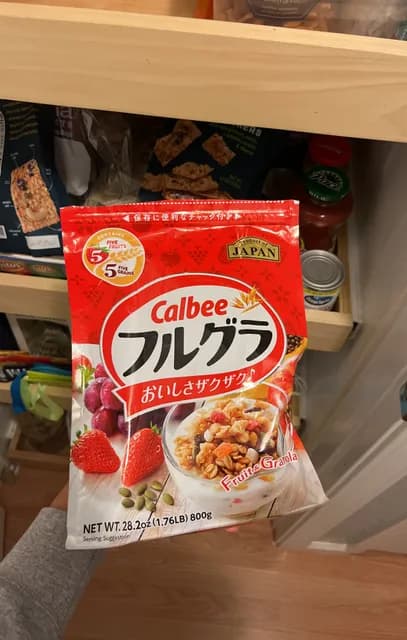 ◀ 保存に便利なチャック付き ▶
5 FIVE FRUITS
5 FIVE GRAINS
PRODUCT OF
JAPAN
Calbee
フルグラ
おいしさザクザク♪
Fruit & Granola
NET WT. 28.2oz (1.76LB) 800g
Serving Suggestion